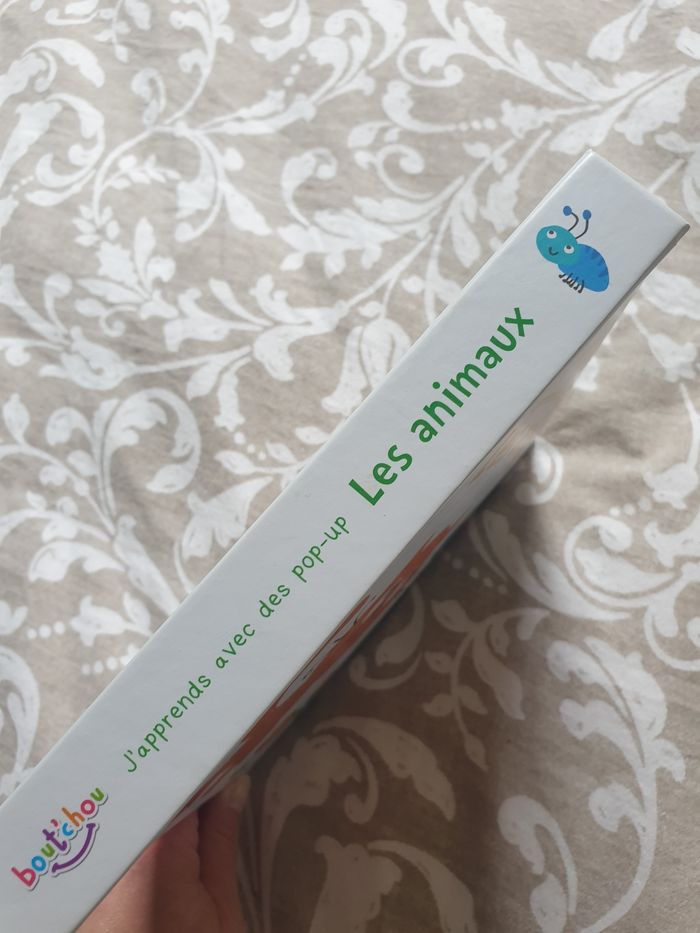 bout'chou
J'apprends avec des pop-up
Les animaux